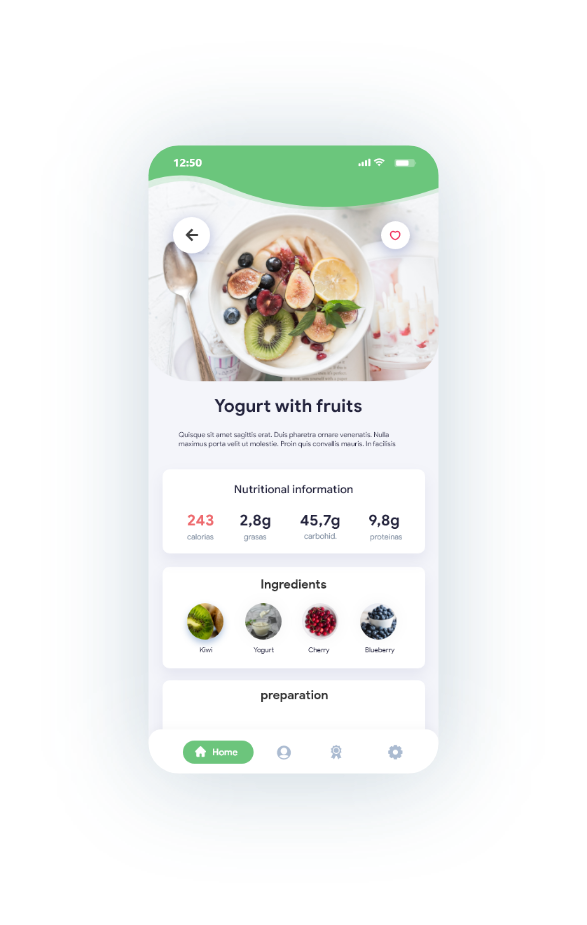 12:50
Yogurt with fruits
Quisque sit amet sagittis erat. Duis pharetra ornare venenatis. Nulla
maximus porta velit ut molestie. Proin quis convallis mauris. In facilisis
Nutritional information
243 2,8g 45,7g 9,8g
calorias grasas carbohid. proteinas
Ingredients
Kiwi Yogurt Cherry Blueberry
preparation
Home